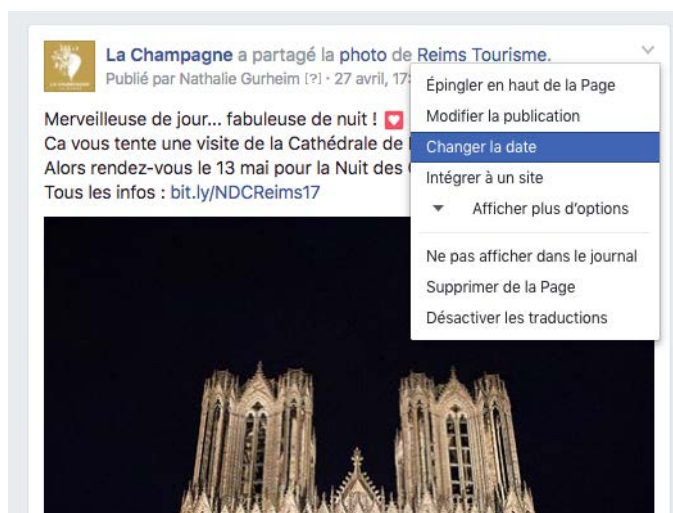 La Champagne a partagé la photo de Reims Tourisme.
Publié par Nathalie Gurheim [?] · 27 avril, 17
Merveilleuse de jour... fabuleuse de nuit !
Ca vous tente une visite de la Cathédrale de
Alors rendez-vous le 13 mai pour la Nuit des
Tous les infos : bit.ly/NDCReims17
Épingler en haut de la Page
Modifier la publication
Changer la date
Intégrer à un site
Afficher plus d'options
Ne pas afficher dans le journal
Supprimer de la Page
Désactiver les traductions